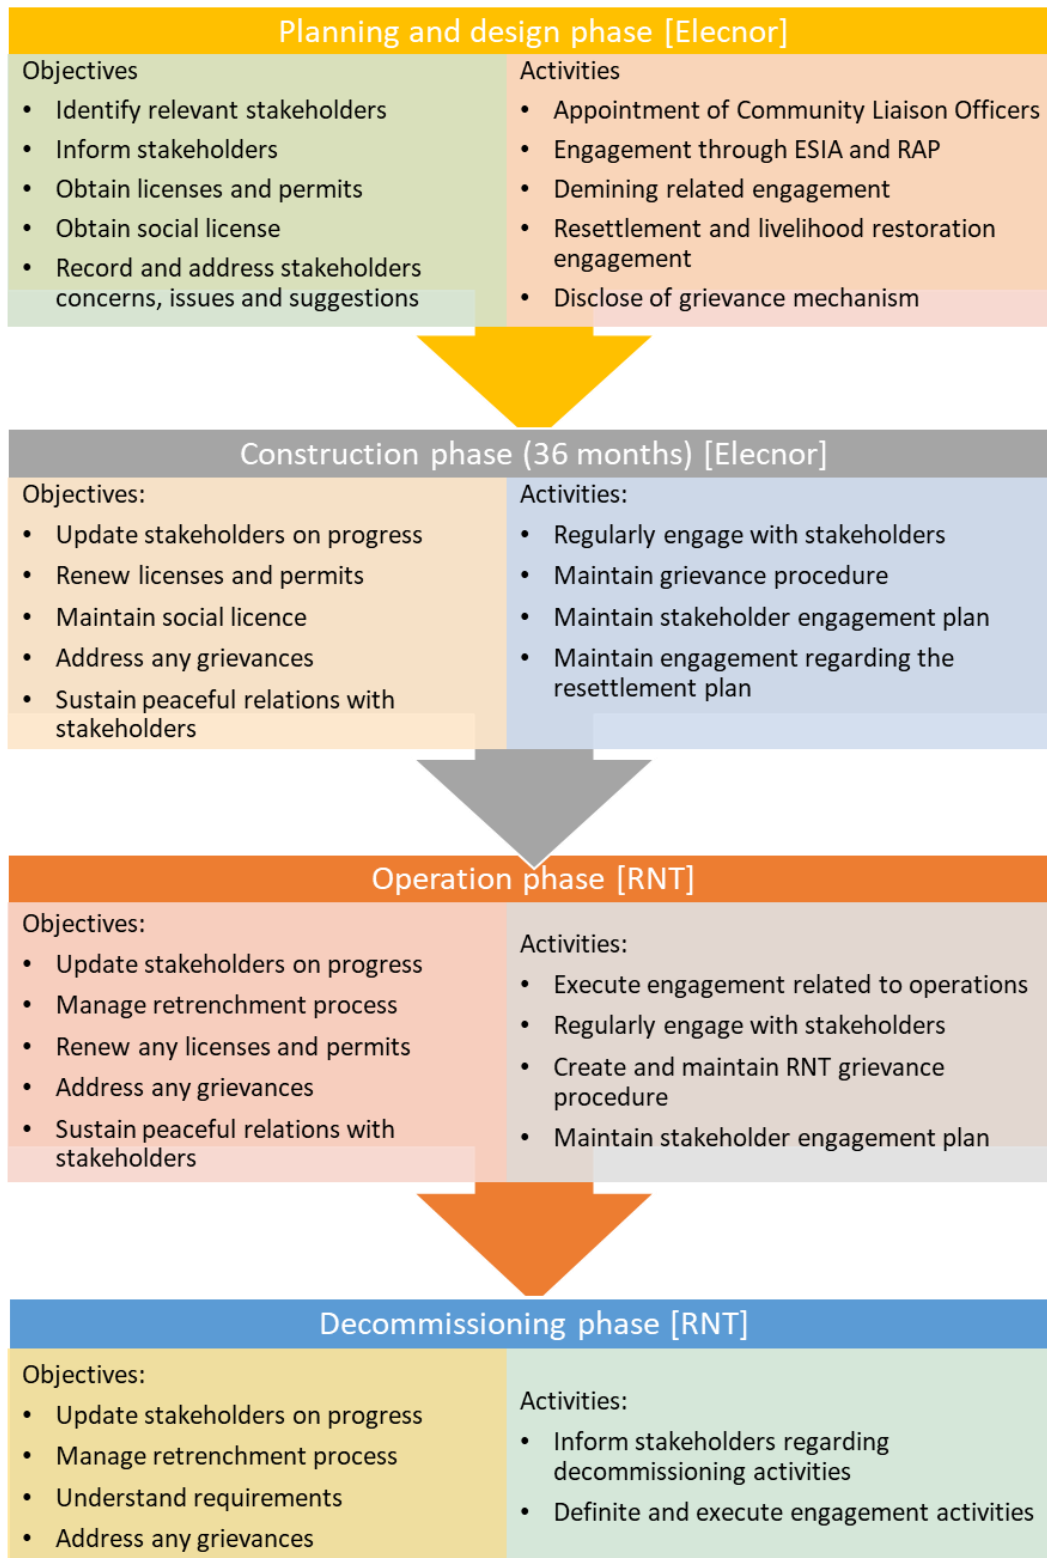 Planning and design phase [Elecnor]
Objectives
• Identify relevant stakeholders
• Inform stakeholders
• Obtain licenses and permits
• Obtain social license
• Record and address stakeholders
concerns, issues and suggestions
Activities
• Appointment of Community Liaison Officers
• Engagement through ESIA and RAP
• Demining related engagement
• Resettlement and livelihood restoration
engagement
• Disclose of grievance mechanism
Construction phase (36 months) [Elecnor]
Objectives:
• Update stakeholders on progress
• Renew licenses and permits
• Maintain social licence
• Address any grievances
• Sustain peaceful relations with
stakeholders
Activities:
• Regularly engage with stakeholders
• Maintain grievance procedure
• Maintain stakeholder engagement plan
• Maintain engagement regarding the
resettlement plan
Operation phase [RNT]
Objectives:
• Update stakeholders on progress
• Manage retrenchment process
• Renew any licenses and permits
• Address any grievances
• Sustain peaceful relations with
stakeholders
Activities:
• Execute engagement related to operations
• Regularly engage with stakeholders
• Create and maintain RNT grievance
procedure
• Maintain stakeholder engagement plan
Decommissioning phase [RNT]
Objectives:
• Update stakeholders on progress
• Manage retrenchment process
• Understand requirements
• Address any grievances
Activities:
• Inform stakeholders regarding
decommissioning activities
• Definite and execute engagement activities